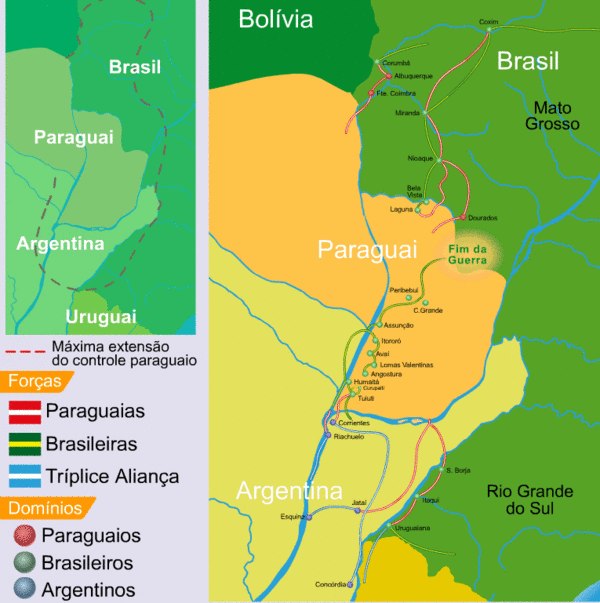 Brasil
Paraguai
Argentina
Uruguai
Máxima extensão
do controle paraguaio
Forças
Paraguaias
Brasileiras
Tríplice Aliança
Domínios
Paraguaios
Brasileiros
Argentinos
Bolívia
Coxim
Brasil
Corumbá
Albuquerque
Fte. Coimbra
Miranda
Mato
Grosso
Nioaque
Bela
Vista
Laguna
Dourados
Paraguai
Fim da
Guerra
Peribebuí
C.Grande
Assunção
Itororó
Avaí
Lomas Valentinas
Angostura
Humaitá
Curupaiti
Tuiuti
Corrientes
Riachuelo
S. Borja
Argentina
Jataí
Itaqui
Rio Grande
do Sul
Esquina
Uruguaiana
Concórdia